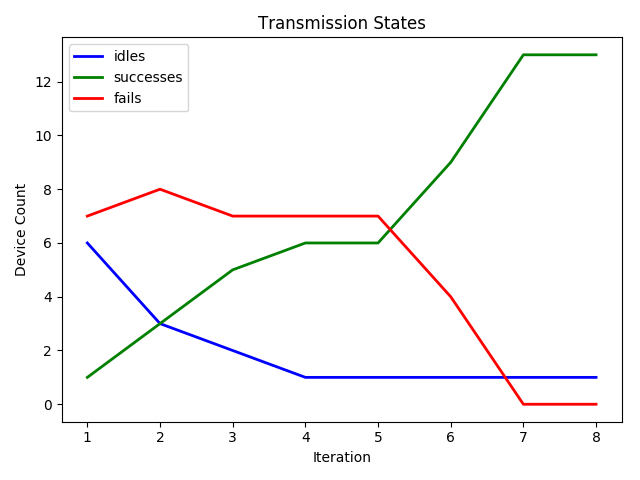 Transmission States
idles
successes
fails
Device Count
12
10
8
6
4
2
0
1 2 3 4 5 6 7 8
Iteration